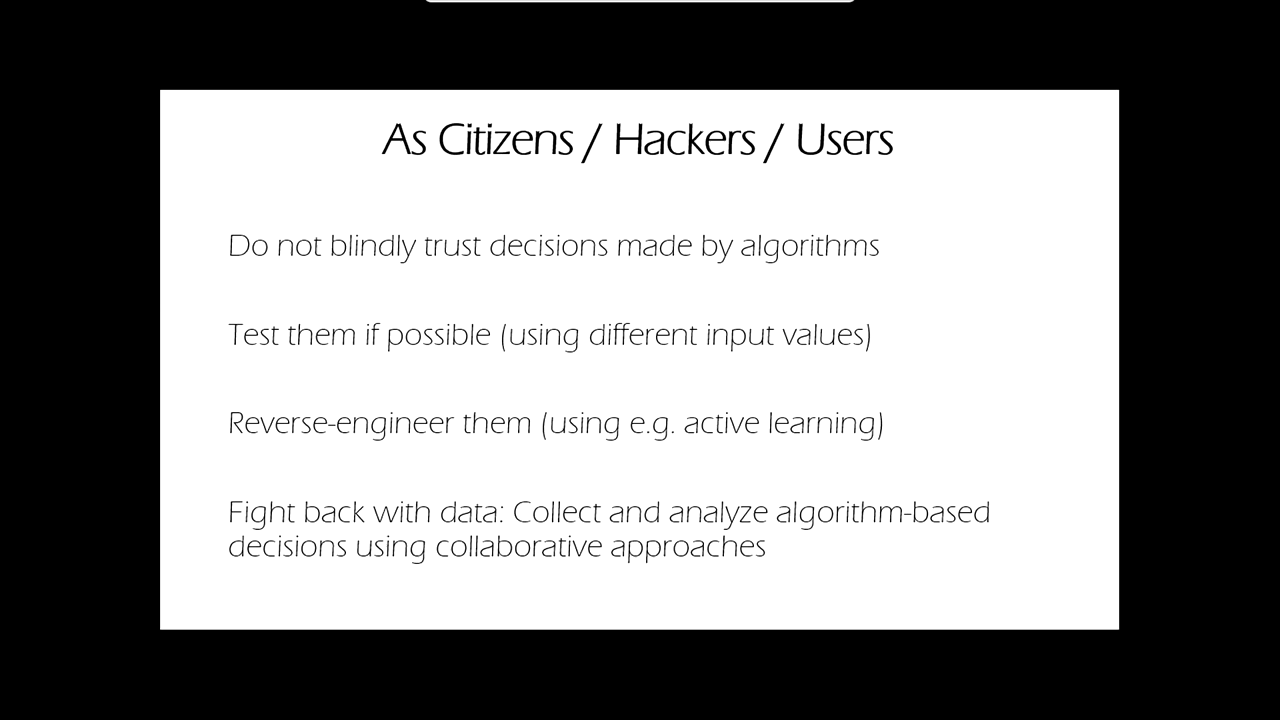 As Citizens / Hackers / Users
Do not blindly trust decisions made by algorithms
Test them if possible (using different input values)
Reverse-engineer them (using e.g. active learning)
Fight back with data: Collect and analyze algorithm-based
decisions using collaborative approaches